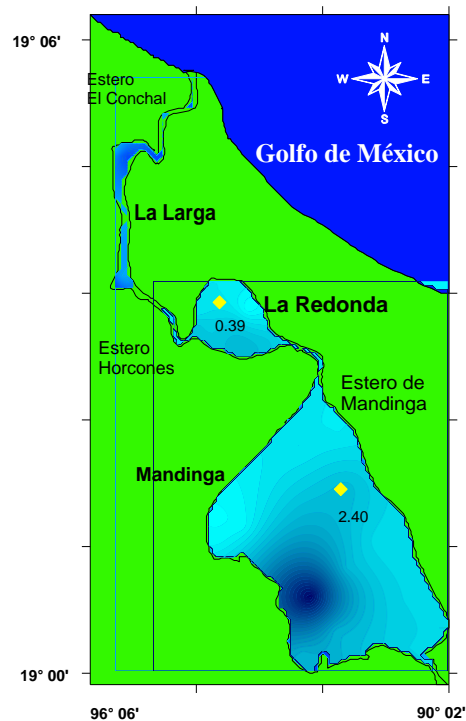 19° 06'
Estero
El Conchal
N
W E
S
Golfo de México
La Larga
La Redonda
0.39
Estero
Horcones
Estero de
Mandinga
Mandinga
2.40
19° 00'
96° 06'
90° 02'